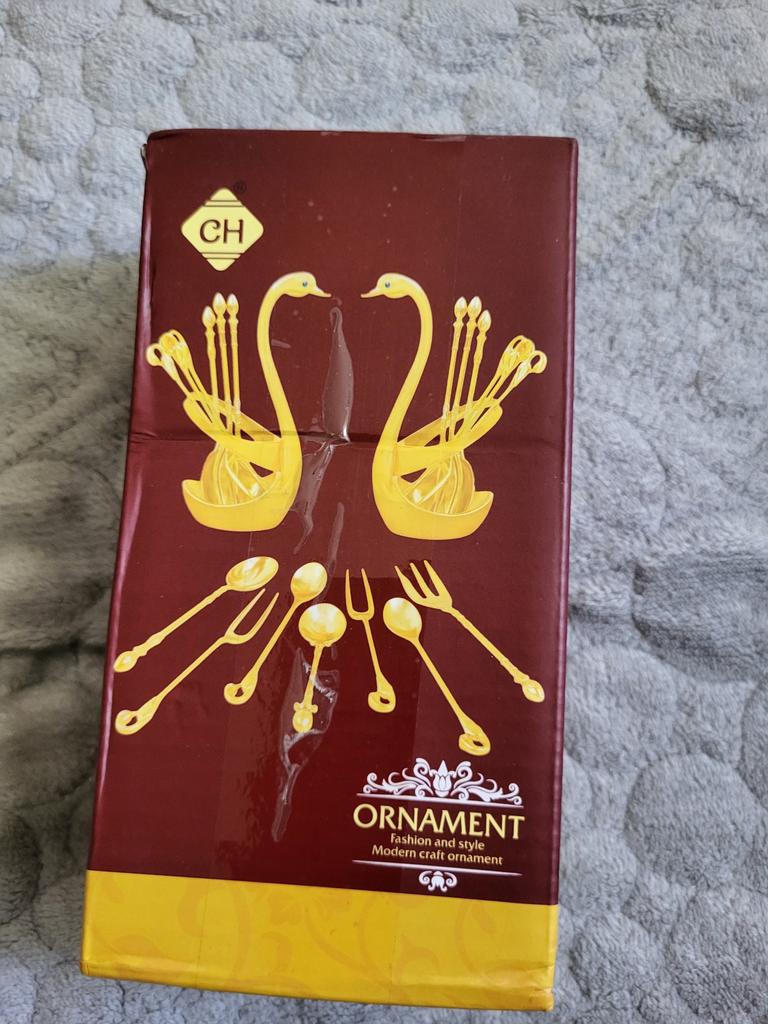 CH
®
ORNAMENT
Fashion and style
Modern craft ornament